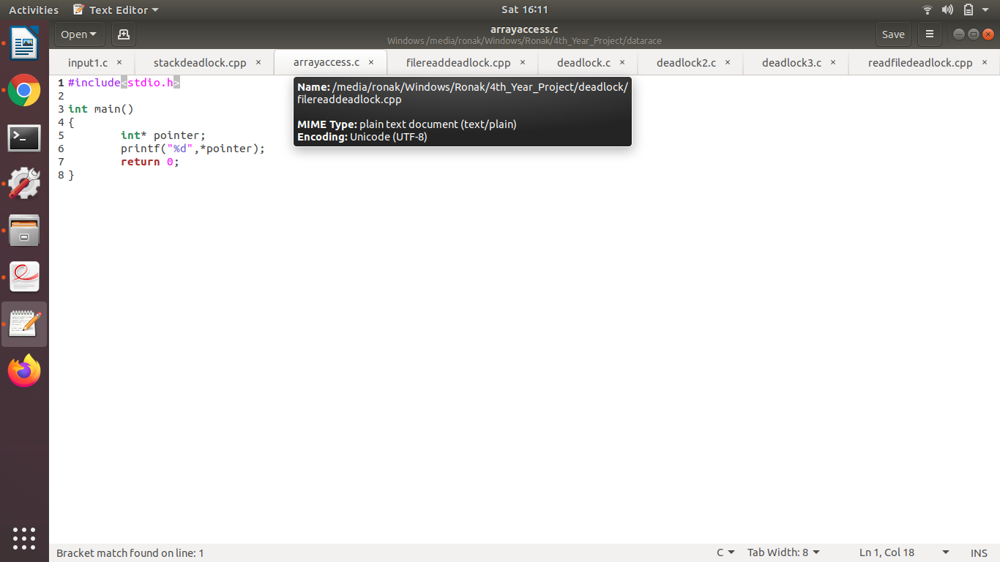 Activities Text Editor Sat 16:11
Open arrayaccess.c Save
Windows /media/ronak/Windows/Ronak/4th_Year_Project/datarace
input1.c × stackdeadlock.cpp × arrayaccess.c × filereaddeadlock.cpp × deadlock.c × deadlock2.c × deadlock3.c × readfiledeadlock.cpp ×
1 #include<stdio.h>
2
3 int main()
4 {
5 int* pointer;
6 printf("%d",*pointer);
7 return 0;
8 }
Name: /media/ronak/Windows/Ronak/4th_Year_Project/deadlock/
filereaddeadlock.cpp
MIME Type: plain text document (text/plain)
Encoding: Unicode (UTF-8)
Bracket match found on line: 1 C Tab Width: 8 Ln 1, Col 18 INS